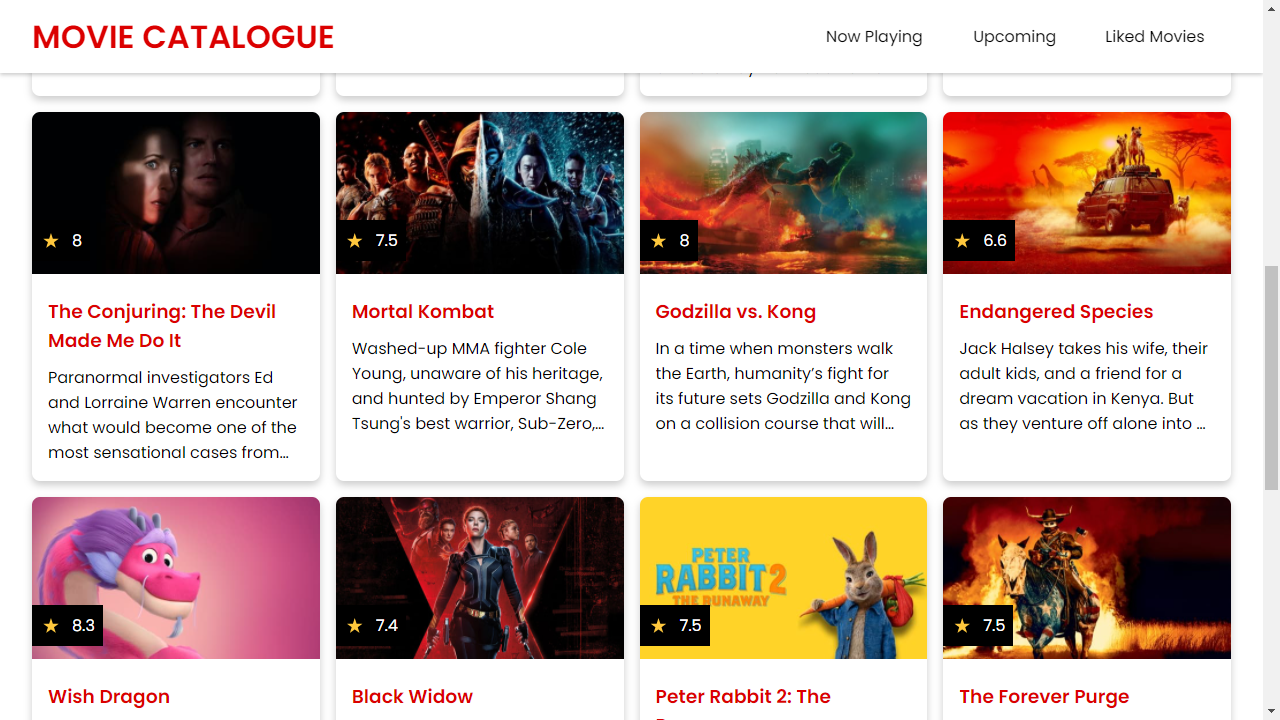 MOVIE CATALOGUE
Now Playing
Upcoming
Liked Movies
8
7.5
8
6.6
The Conjuring: The Devil
Made Me Do It
Paranormal investigators Ed
and Lorraine Warren encounter
what would become one of the
most sensational cases from...
Mortal Kombat
Washed-up MMA fighter Cole
Young, unaware of his heritage,
and hunted by Emperor Shang
Tsung's best warrior, Sub-Zero,...
Godzilla vs. Kong
In a time when monsters walk
the Earth, humanity’s fight for
its future sets Godzilla and Kong
on a collision course that will...
Endangered Species
Jack Halsey takes his wife, their
adult kids, and a friend for a
dream vacation in Kenya. But
as they venture off alone into ...
8.3
7.4
PETER
RABBIT 2
THE RUNAWAY
7.5
7.5
Wish Dragon
Black Widow
Peter Rabbit 2: The
The Forever Purge